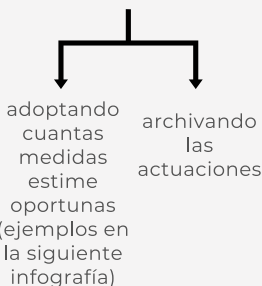 adoptando
cuantas
medidas
estime
oportunas
(ejemplos en
la siguiente
infografía)
archivando
las
actuaciones